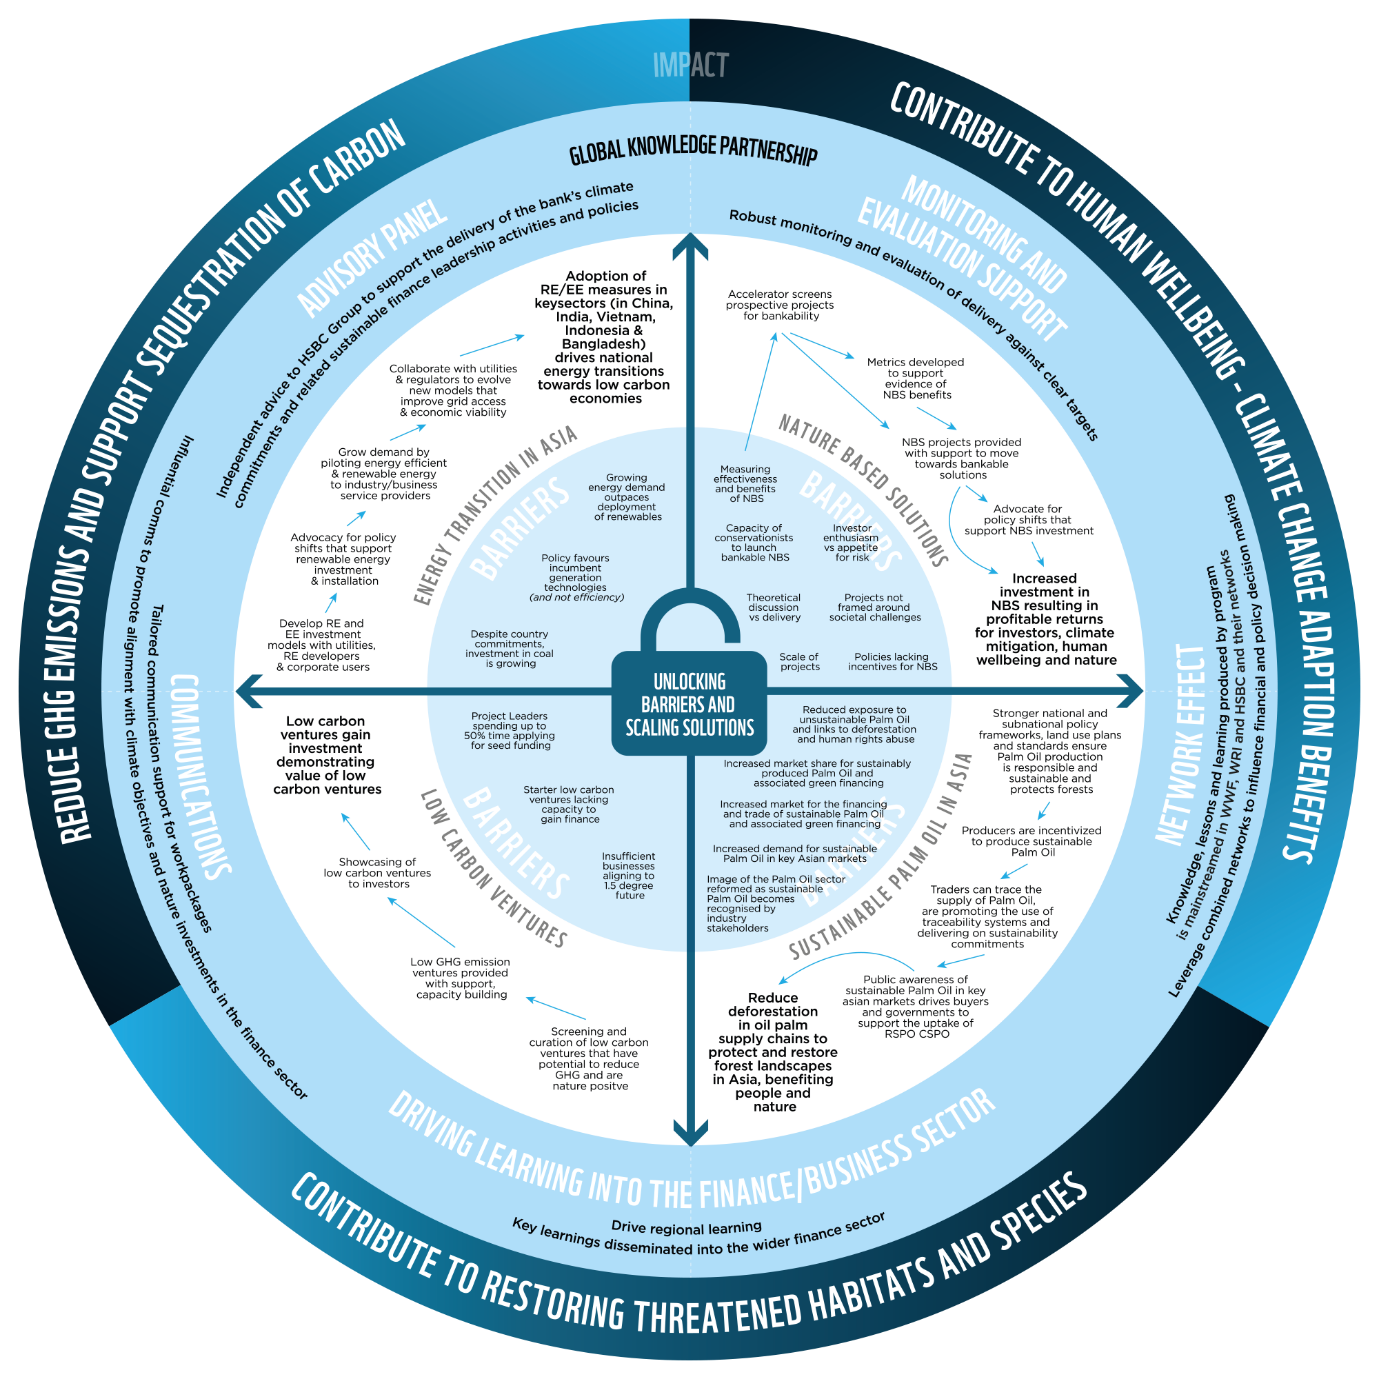 IMPACT
REDUCE GHG EMISSIONS AND SUPPORT SEQUESTRATION OF CARBON
CONTRIBUTE TO HUMAN WELLBEING - CLIMATE CHANGE ADAPTION BENEFITS
CONTRIBUTE TO RESTORING THREATENED HABITATS AND SPECIES
GLOBAL KNOWLEDGE PARTNERSHIP
ADVISORY PANEL
Independent advice to HSBC Group to support the delivery of the bank's climate
commitments and related sustainable finance leadership activities and policies
MONITORING AND
EVALUATION SUPPORT
Robust monitoring and evaluation of delivery against clear targets
NETWORK EFFECT
Knowledge, lessons and learning produced by program
is mainstreamed in WWF, WRI and HSBC and their networks
Leverage combined networks to influence financial and policy decision making
DRIVING LEARNING INTO THE FINANCE/BUSINESS SECTOR
Drive regional learning
Key learnings disseminated into the wider finance sector
COMMUNICATIONS
Tailored communication support for workpackages
Influential comms to promote alignment with climate objectives and nature investments in the finance sector
Adoption of
RE/EE measures in
keysectors (in China,
India, Vietnam,
Indonesia &
Bangladesh)
drives national
energy transitions
towards low carbon
economies
Collaborate with utilities
& regulators to evolve
new models that
improve grid access
& economic viability
Grow demand by
piloting energy efficient
& renewable energy
to industry/business
service providers
Advocacy for policy
shifts that support
renewable energy
investment
& installation
Develop RE and
EE investment
models with utilities,
RE developers
& corporate users
ENERGY TRANSITION IN ASIA
BARRIERS
Growing
energy demand
outpaces
deployment
of renewables
Policy favours
incumbent
generation
technologies
(and not efficiency)
Despite country
commitments,
investment in coal
is growing
Accelerator screens
prospective projects
for bankability
Metrics developed
to support
evidence of
NBS benefits
NBS projects provided
with support to move
towards bankable
solutions
Advocate for
policy shifts that
support NBS investment
Increased
investment in
NBS resulting in
profitable returns
for investors, climate
mitigation, human
wellbeing and nature
NATURE BASED SOLUTIONS
BARRIERS
Measuring
effectiveness
and benefits
of NBS
Capacity of
conservationists
to launch
bankable NBS
Investor
enthusiasm
vs appetite
for risk
Theoretical
discussion
vs delivery
Projects not
framed around
societal challenges
Scale of
projects
Policies lacking
incentives for NBS
UNLOCKING
BARRIERS AND
SCALING SOLUTIONS
Low carbon
ventures gain
investment
demonstrating
value of low
carbon ventures
Showcasing of
low carbon ventures
to investors
Low GHG emission
ventures provided
with support,
capacity building
Screening and
curation of low carbon
ventures that have
potential to reduce
GHG and are
nature positve
LOW CARBON VENTURES
BARRIERS
Project Leaders
spending up to
50% time applying
for seed funding
Starter low carbon
ventures lacking
capacity to
gain finance
Insufficient
businesses
aligning to
1.5 degree
future
Reduced exposure to
unsustainable Palm Oil
and links to deforestation
and human rights abuse
Increased market share for sustainably
produced Palm Oil and
associated green financing
Increased market for the financing
and trade of sustainable Palm Oil
and associated green financing
Increased demand for sustainable
Palm Oil in key Asian markets
Image of the Palm Oil sector
reformed as sustainable
Palm Oil becomes
recognised by
industry
stakeholders
BARRIERS
SUSTAINABLE PALM OIL IN ASIA
Stronger national and
subnational policy
frameworks, land use plans
and standards ensure
Palm Oil production
is responsible and
sustainable and
protects forests
Producers are incentivized
to produce sustainable
Palm Oil
Traders can trace the
supply of Palm Oil,
are promoting the use of
traceability systems and
delivering on sustainability
commitments
Public awareness of
sustainable Palm Oil in key
asian markets drives buyers
and governments to
support the uptake of
RSPO CSPO
Reduce
deforestation
in oil palm
supply chains to
protect and restore
forest landscapes
in Asia, benefiting
people and
nature